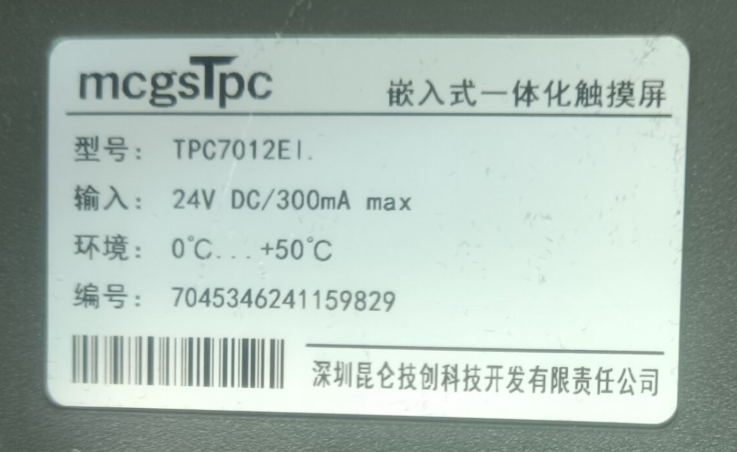 mcgsTpc
嵌入式一体化触摸屏
型号： TPC7012El.
输入： 24V DC/300mA max
环境： 0℃...+50℃
编号： 7045346241159829
深圳昆仑技创科技开发有限责任公司